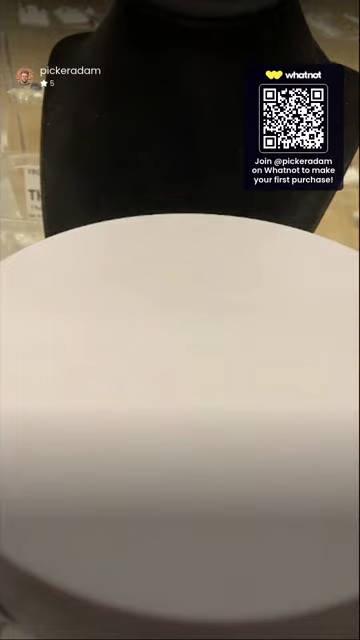 pickeradam
5
whatnot
Join @pickeradam
on Whatnot to make
your first purchase!